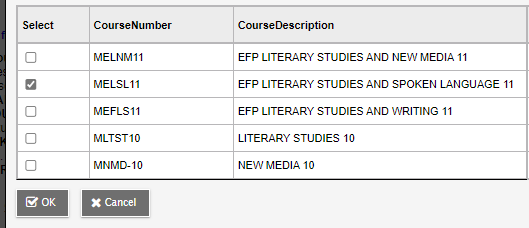 Select CourseNumber CourseDescription
MELNM11 EFP LITERARY STUDIES AND NEW MEDIA 11
MELSL11 EFP LITERARY STUDIES AND SPOKEN LANGUAGE 11
MEFLS11 EFP LITERARY STUDIES AND WRITING 11
MLTST10 LITERARY STUDIES 10
MNMD-10 NEW MEDIA 10
OK Cancel